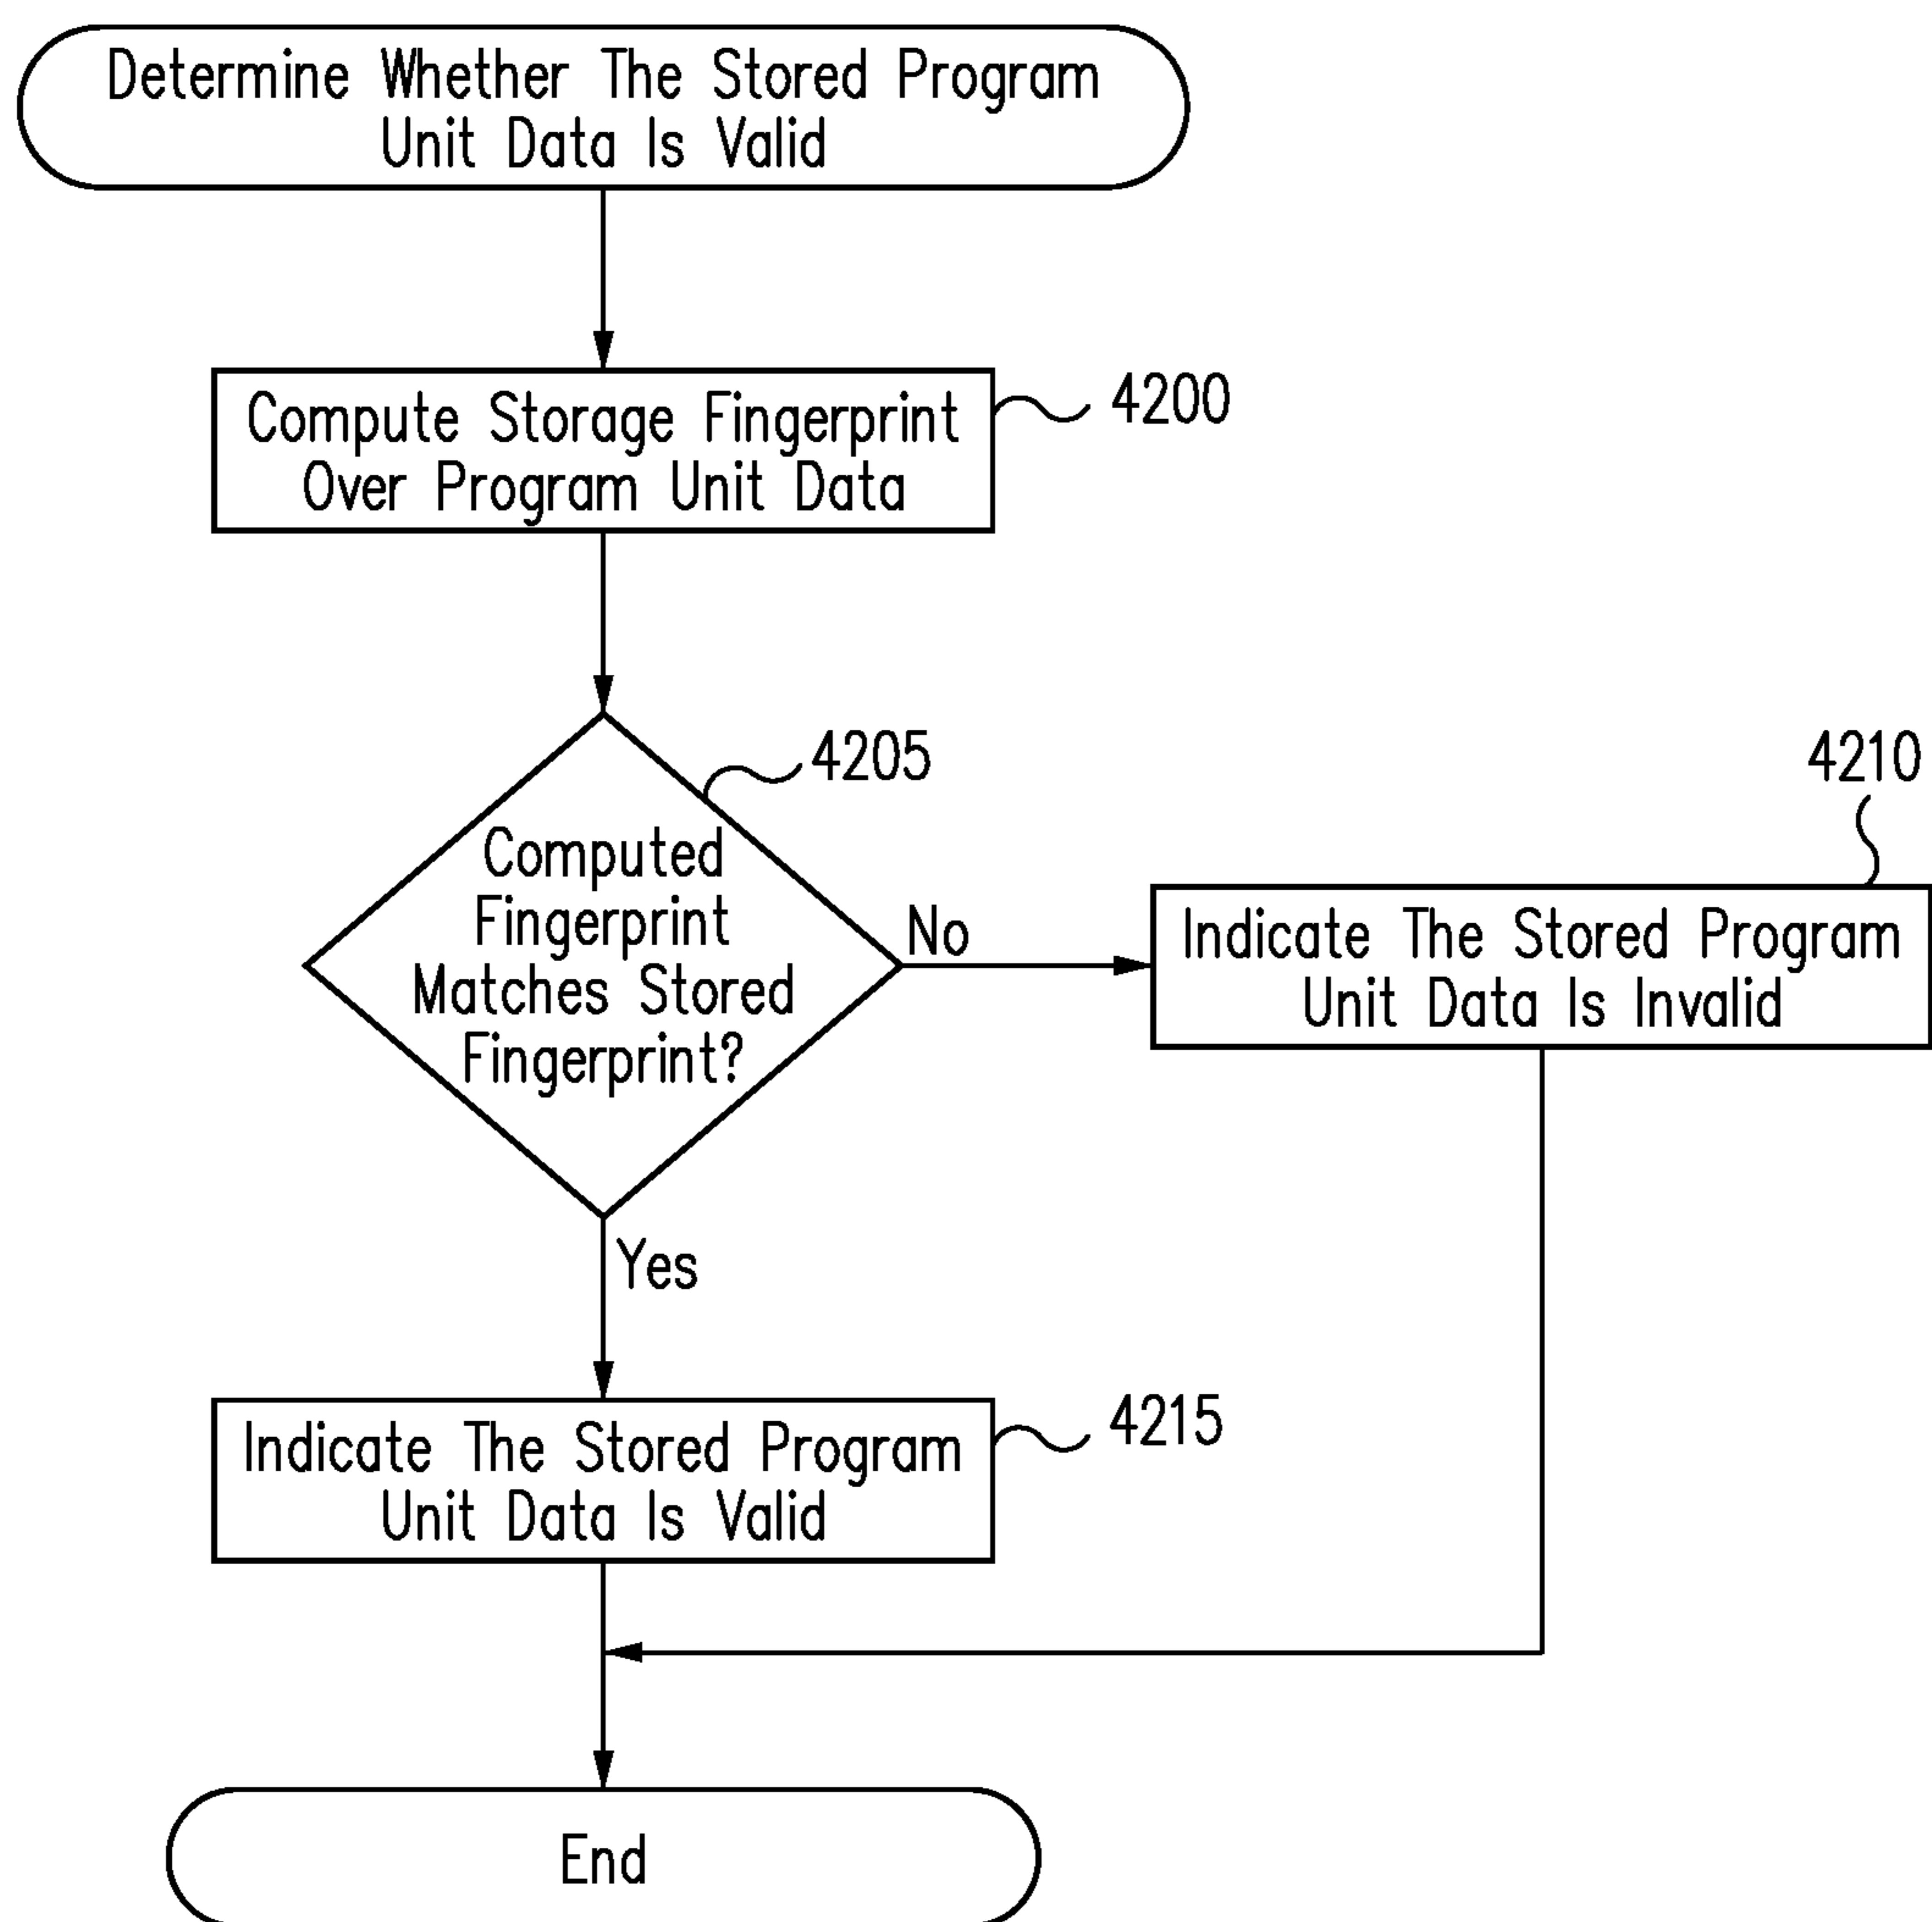 Determine Whether The Stored Program
Unit Data Is Valid
Compute Storage Fingerprint
Over Program Unit Data
4200
4205
Computed
Fingerprint
Matches Stored
Fingerprint?
No
4210
Indicate The Stored Program
Unit Data Is Invalid
Yes
Indicate The Stored Program
Unit Data Is Valid
4215
End